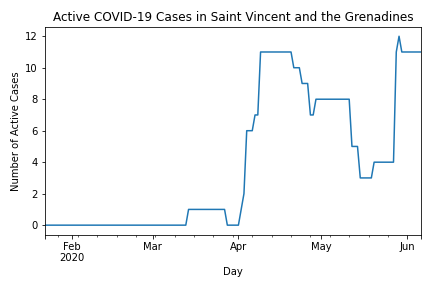 Active COVID-19 Cases in Saint Vincent and the Grenadines
Number of Active Cases
12
10
8
6
4
2
0
Feb Mar Apr May Jun
2020
Day